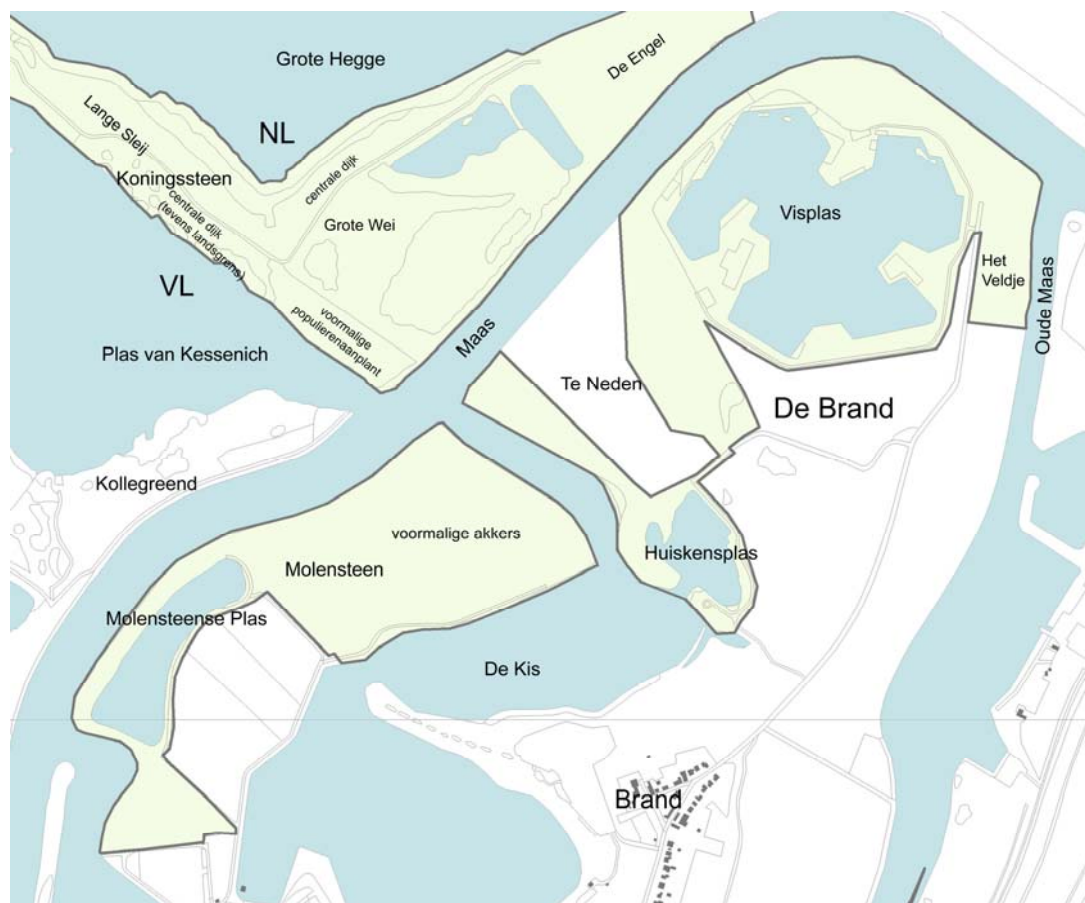 Grote Hegge
De Engel
Lange Sleij
NL
Koningssteen
centrale dijk
centrale dijk
(tevens landsgrens)
Grote Wei
Visplas
Het
Veldje
VL
voormalige
populierenaanplant
Maas
Oude Maas
Plas van Kessenich
Te Neden
De Brand
Kollegreend
voormalige akkers
Huiskensplas
Molensteen
Molensteense Plas
De Kis
Brand